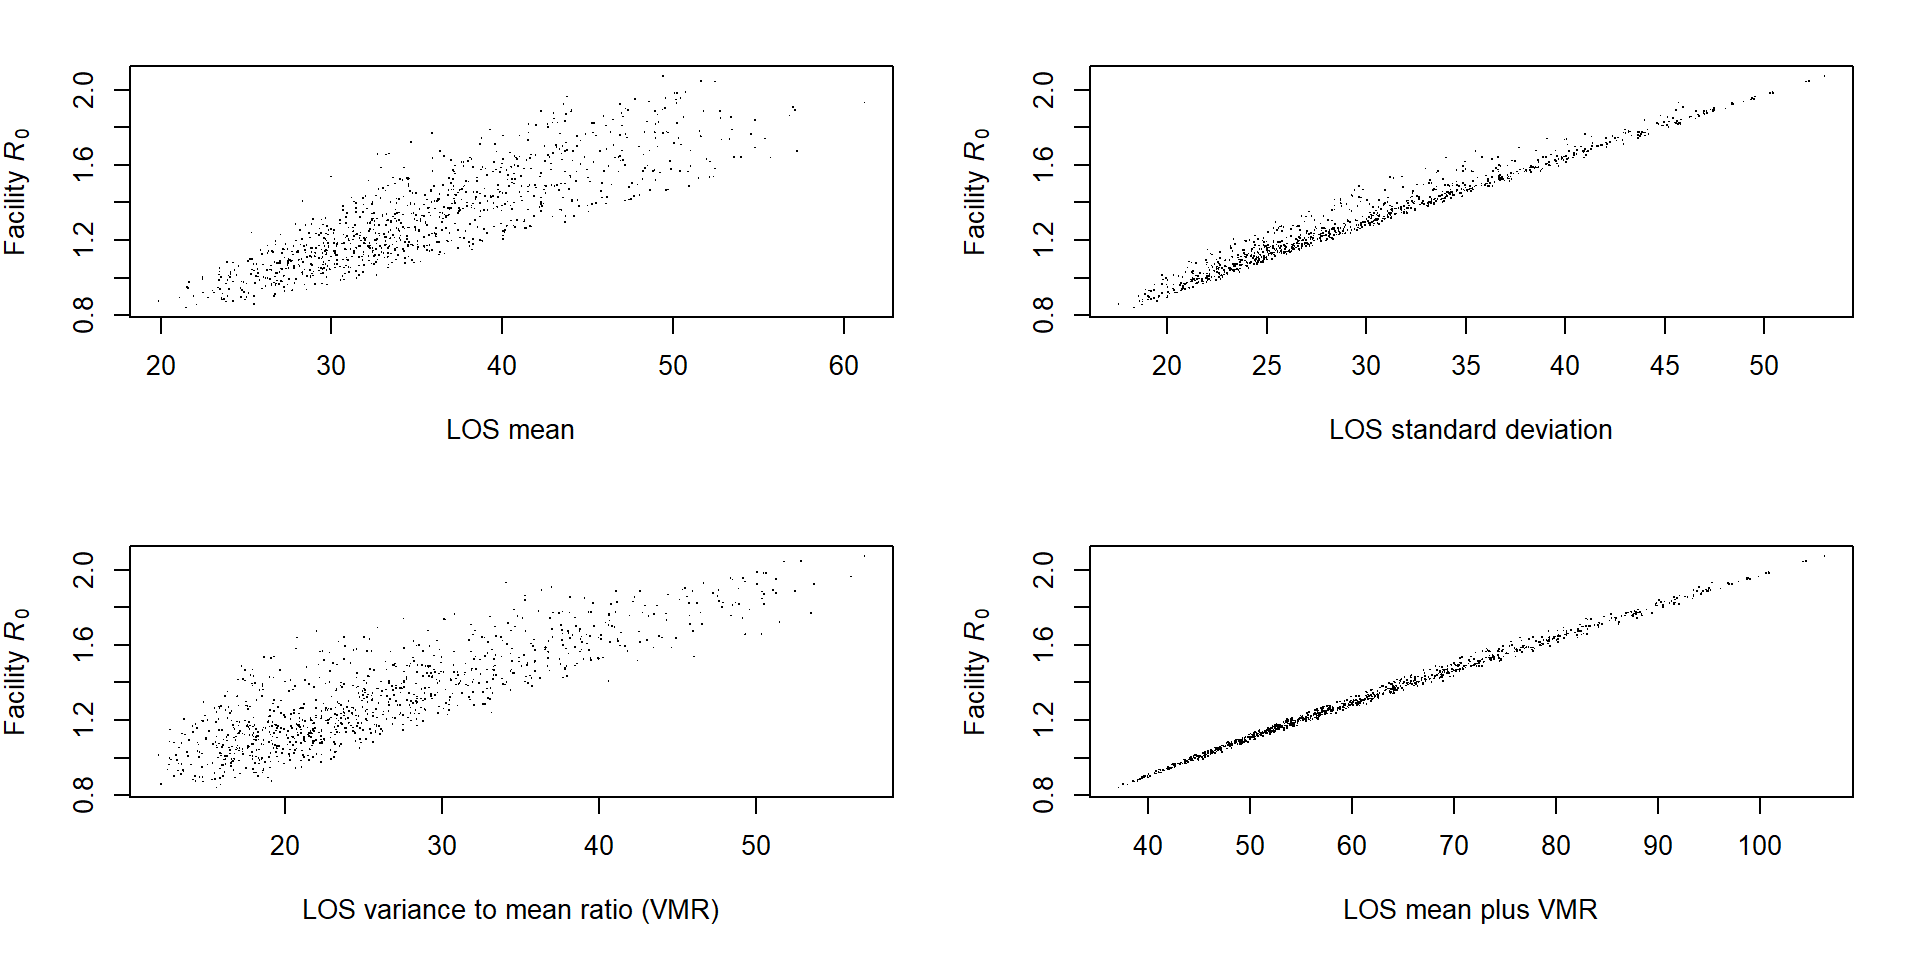 Facility R0
0.8 1.2 1.6 2.0
20 30 40 50 60
LOS mean
Facility R0
0.8 1.2 1.6 2.0
20 25 30 35 40 45 50
LOS standard deviation
Facility R0
0.8 1.2 1.6 2.0
20 30 40 50
LOS variance to mean ratio (VMR)
Facility R0
0.8 1.2 1.6 2.0
40 50 60 70 80 90 100
LOS mean plus VMR